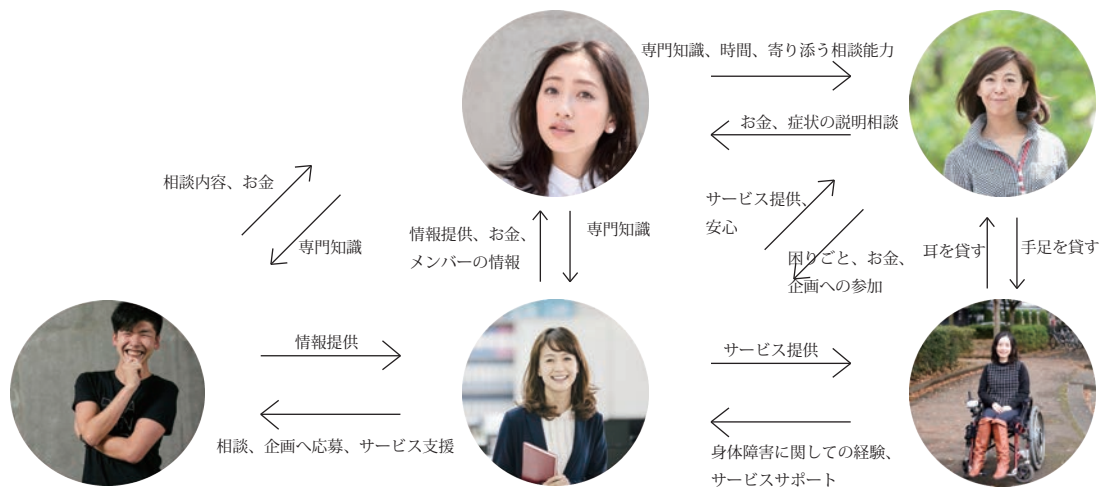 専門知識、時間、寄り添う相談能力
お金、症状の説明相談
相談内容、お金
専門知識
情報提供、お金、
メンバーの情報
専門知識
サービス提供、
安心
困りごと、お金、
企画への参加
耳を貸す
手足を貸す
情報提供
相談、企画へ応募、サービス支援
サービス提供
身体障害に関しての経験、
サービスサポート